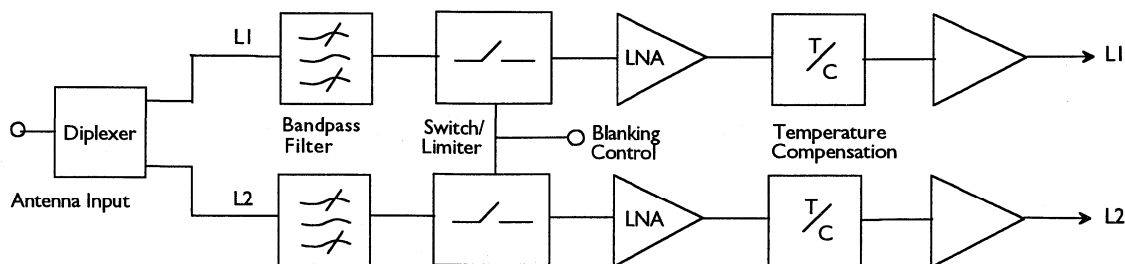 L1
LNA
T/C
L1
Diplexer
Bandpass
Filter
Switch/
Limiter
Blanking
Control
Temperature
Compensation
Antenna Input
L2
LNA
T/C
L2